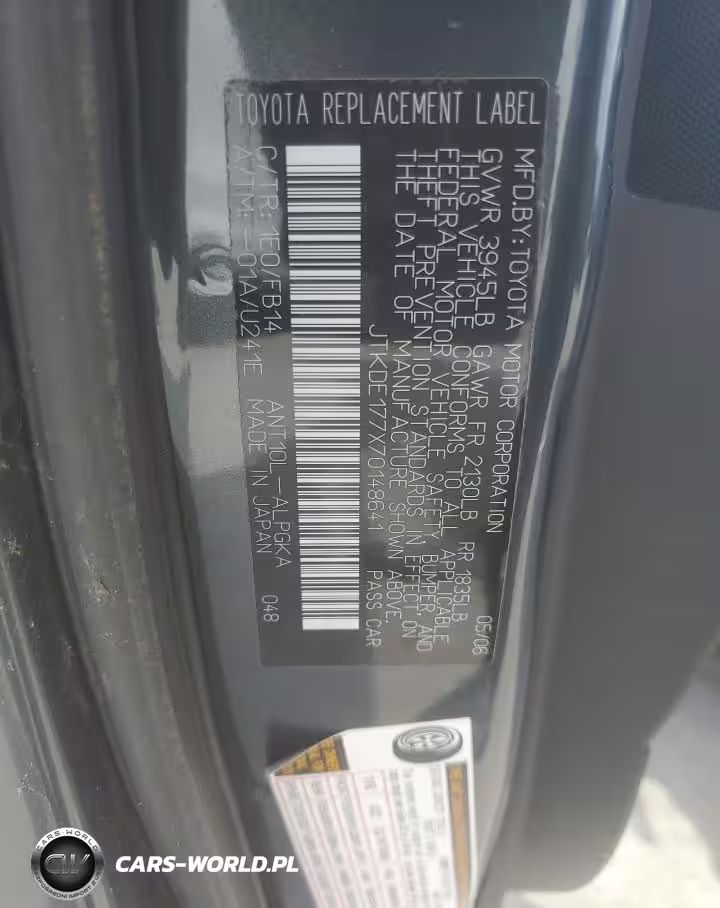 TOYOTA REPLACEMENT LABEL
MFD.BY:TOYOTA MOTOR CORPORATION 05/06
GVWR 3945LB GAWR FR 2130LB RR 1835LB
THIS VEHICLE CONFORMS TO ALL APPLICABLE
FEDERAL MOTOR VEHICLE SAFETY, BUMPER, AND
THEFT PREVENTION STANDARDS IN EFFECT ON
THE DATE OF MANUFACTURE SHOWN ABOVE.
JTKDE177X70148641 PASS CAR
C/TR: 1E0/FB14 ANT10L-ALPGKA 048
A/TM: -01A/U241E MADE IN JAPAN
CARS-WORLD
CW
CARS-WORLD.PL